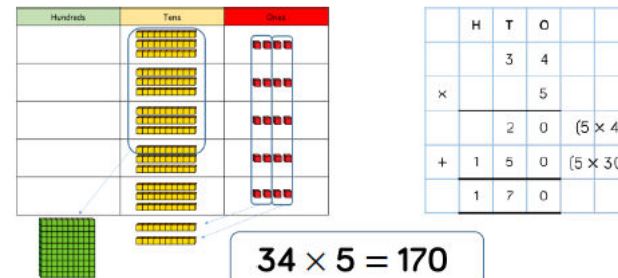 Hundreds Tens Ones
H T O
3 4
× 5
2 0 (5 × 4
+ 1 5 0 (5 × 30
1 7 0
34 × 5 = 170